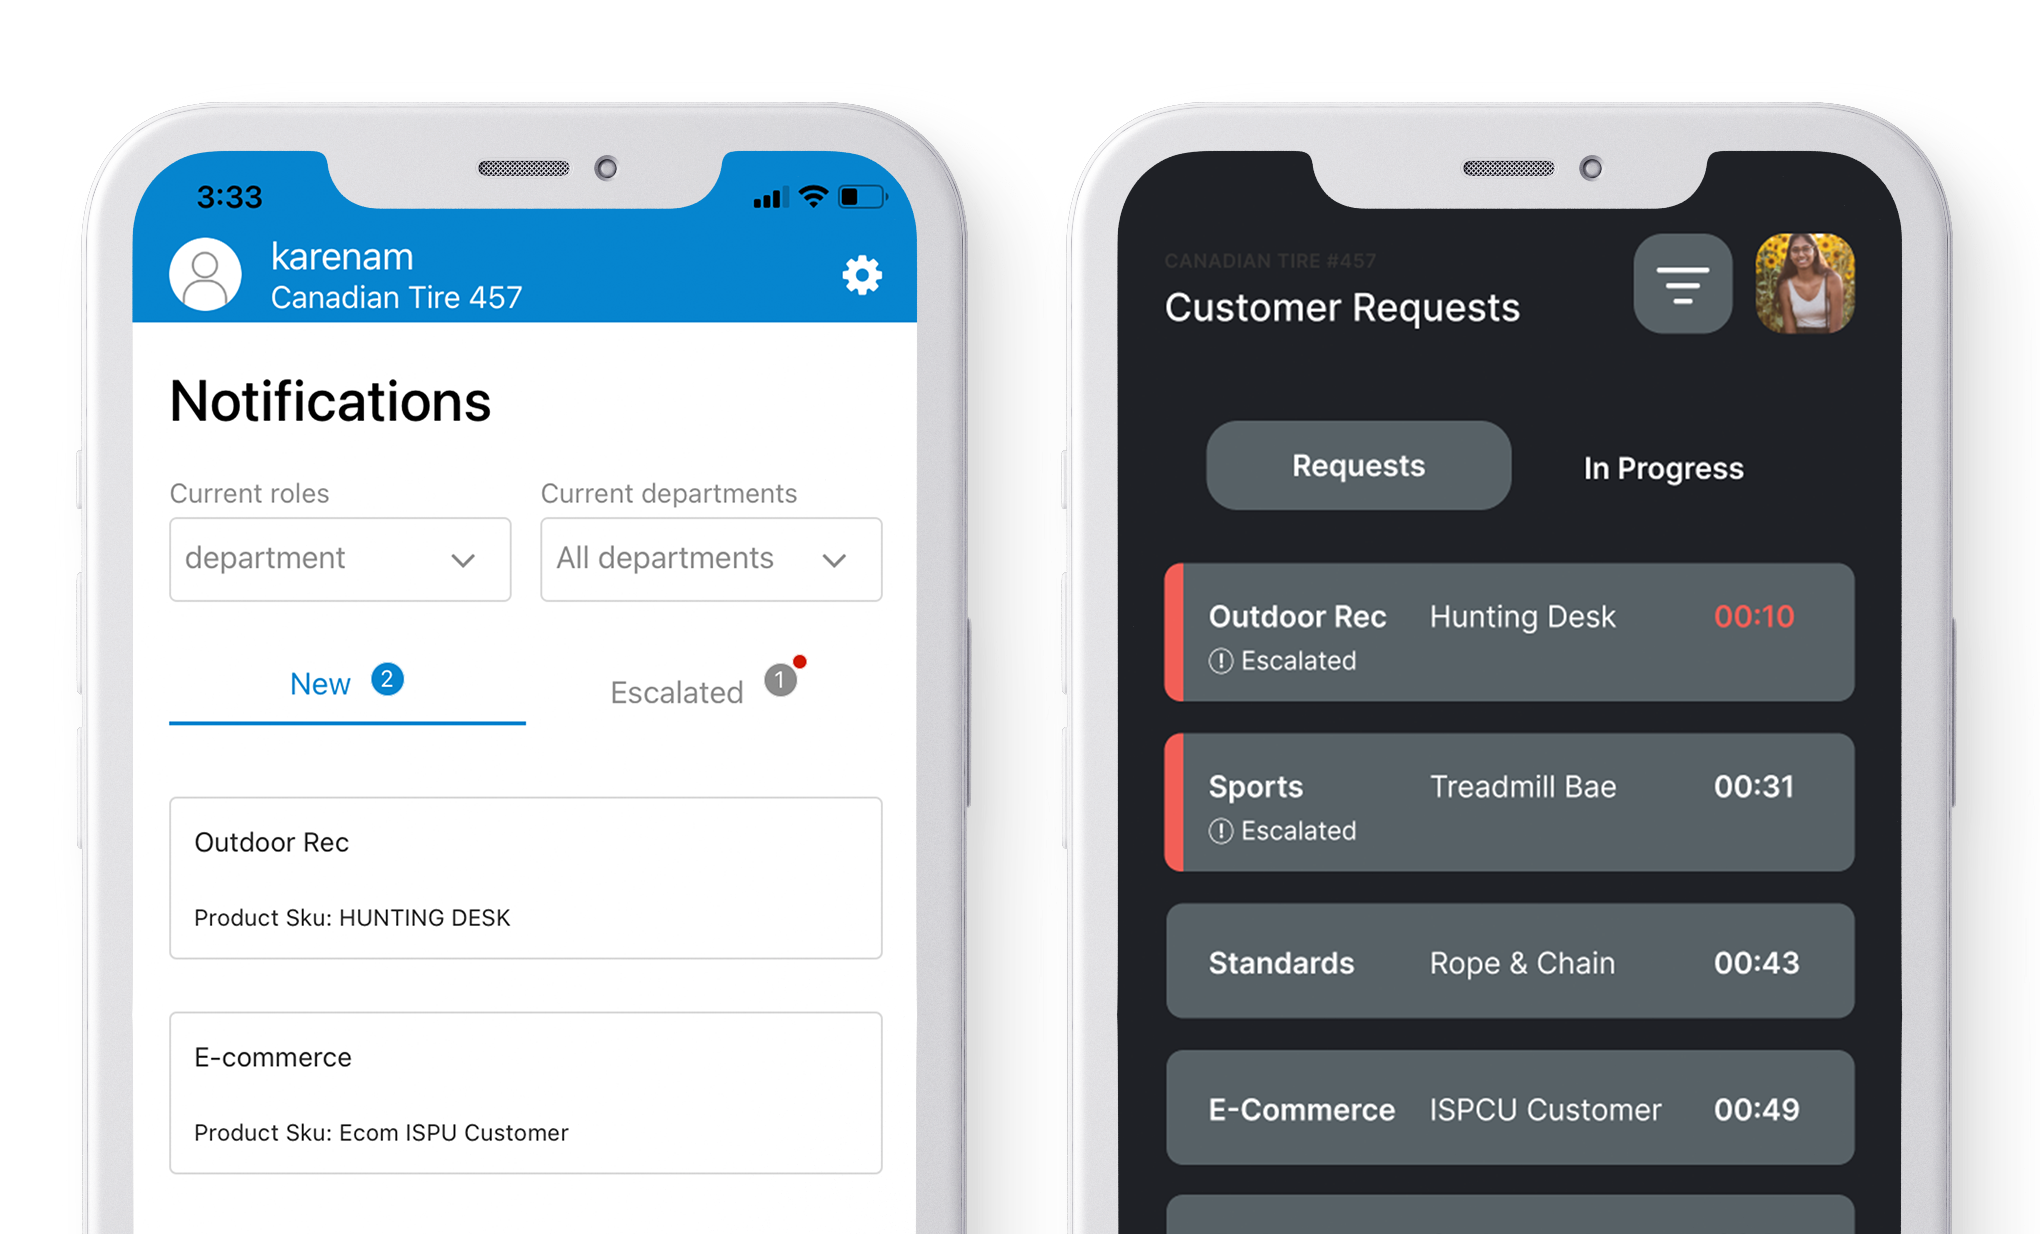 3:33
karenam
Canadian Tire 457
Notifications
Current roles
Current departments
department
All departments
New 2
Escalated 1
Outdoor Rec
Product Sku: HUNTING DESK
E-commerce
Product Sku: Ecom ISPU Customer
CANADIAN TIRE #457
Customer Requests
Requests
In Progress
Outdoor Rec Hunting Desk 00:10
Escalated
Sports Treadmill Bae 00:31
Escalated
Standards Rope & Chain 00:43
E-Commerce ISPCU Customer 00:49